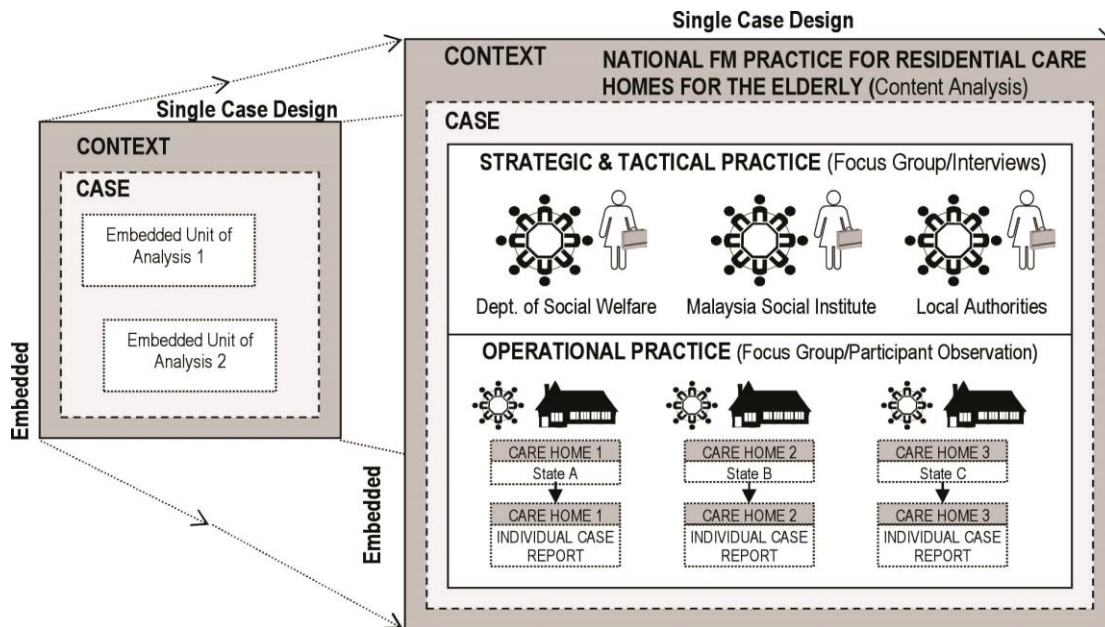 Single Case Design
CONTEXT
CASE
Embedded Unit of
Analysis 1
Embedded Unit of
Analysis 2
Embedded
Single Case Design
CONTEXT
NATIONAL FM PRACTICE FOR RESIDENTIAL CARE
HOMES FOR THE ELDERLY (Content Analysis)
CASE
STRATEGIC & TACTICAL PRACTICE (Focus Group/Interviews)
Dept. of Social Welfare
Malaysia Social Institute
Local Authorities
OPERATIONAL PRACTICE (Focus Group/Participant Observation)
CARE HOME 1
State A
CARE HOME 1
INDIVIDUAL CASE
REPORT
CARE HOME 2
State B
CARE HOME 2
INDIVIDUAL CASE
REPORT
CARE HOME 3
State C
CARE HOME 3
INDIVIDUAL CASE
REPORT
Embedded